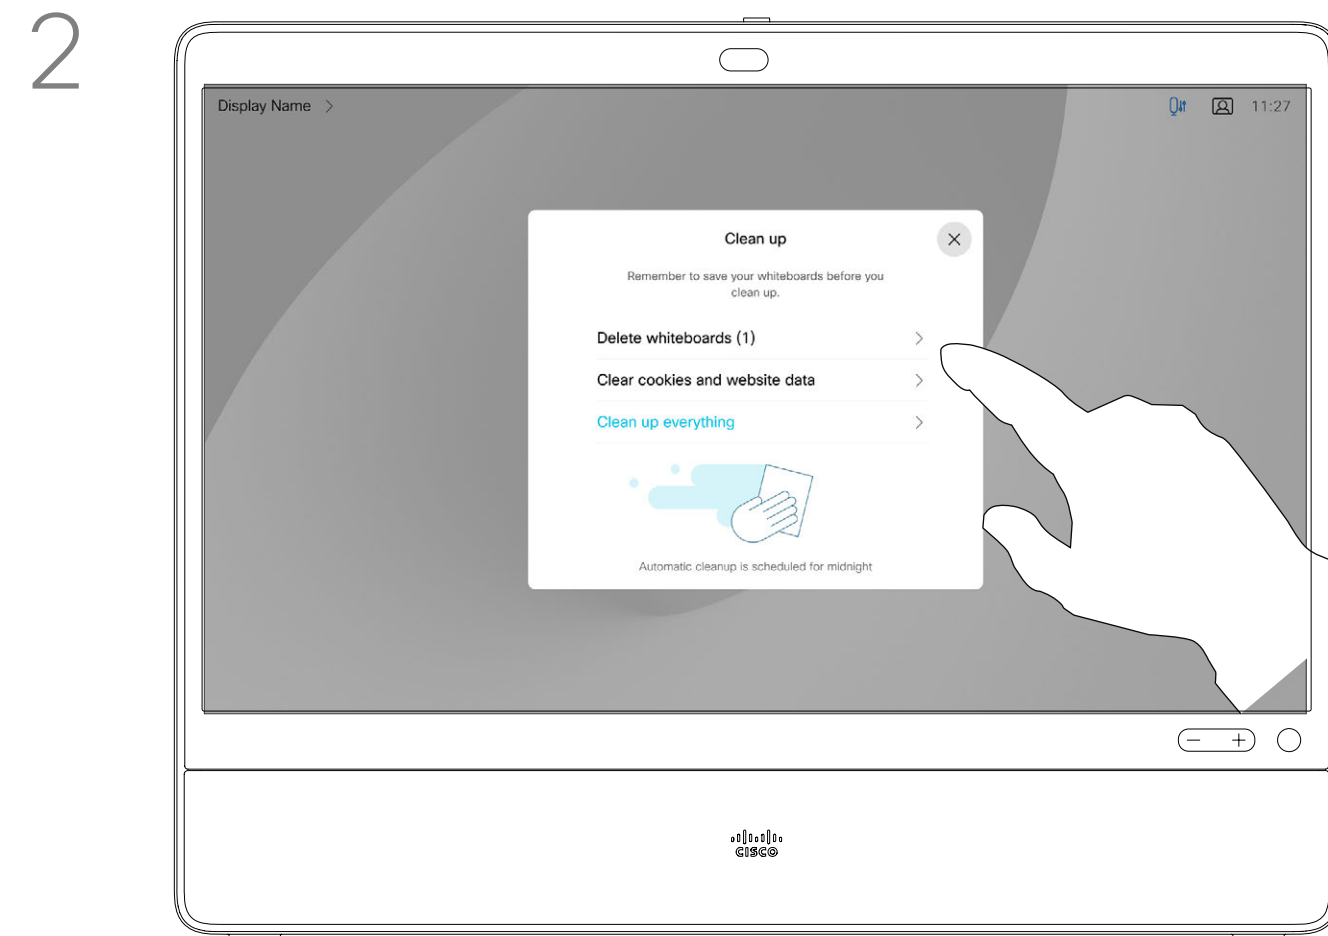 2
Display Name
11:27
Clean up
Remember to save your whiteboards before you
clean up.
Delete whiteboards (1)
Clear cookies and website data
Clean up everything
Automatic cleanup is scheduled for midnight
CISCO